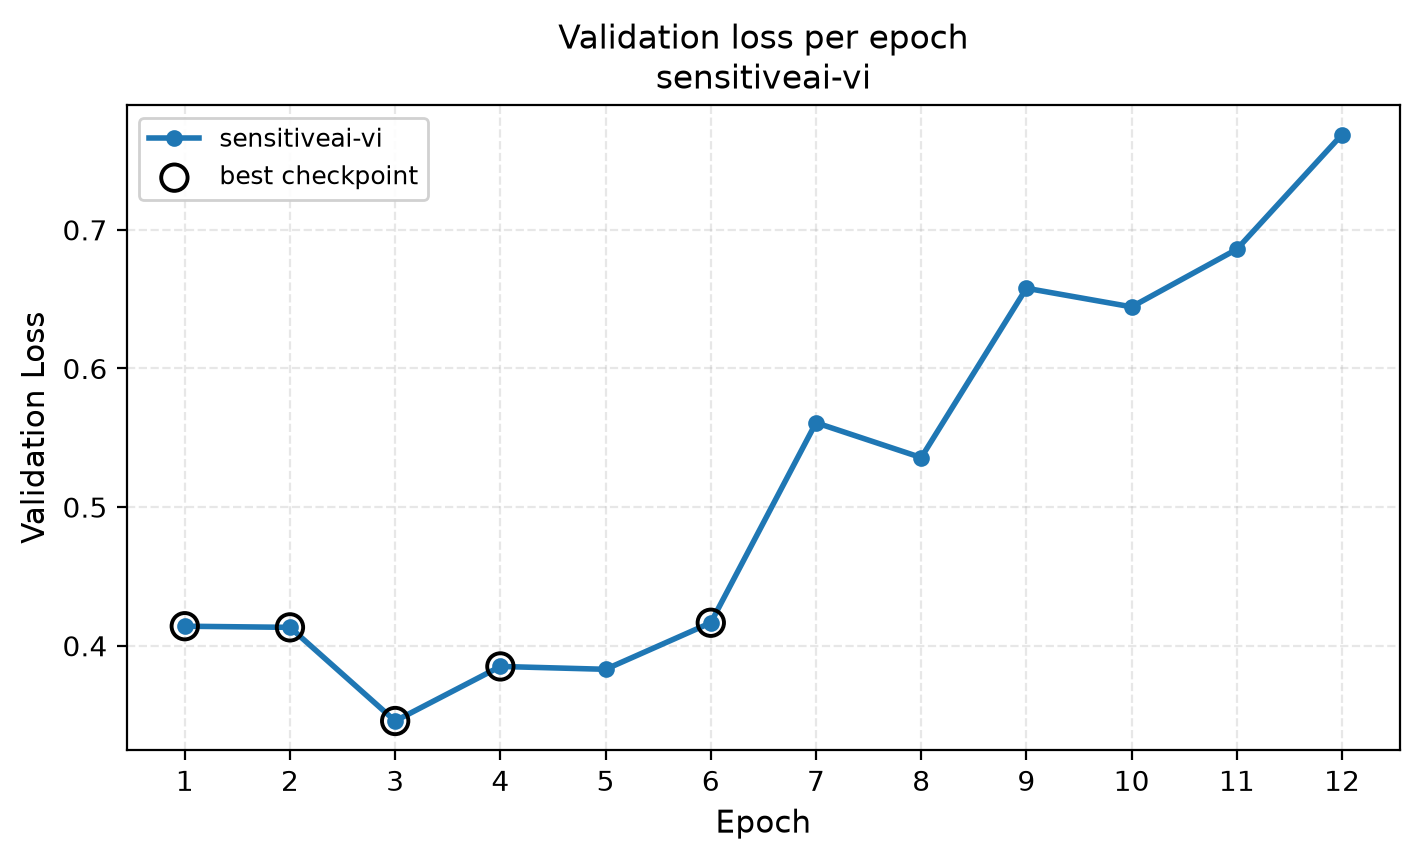 Validation loss per epoch
sensitiveai-vi
sensitiveai-vi
best checkpoint
Validation Loss
0.7
0.6
0.5
0.4
1 2 3 4 5 6 7 8 9 10 11 12
Epoch